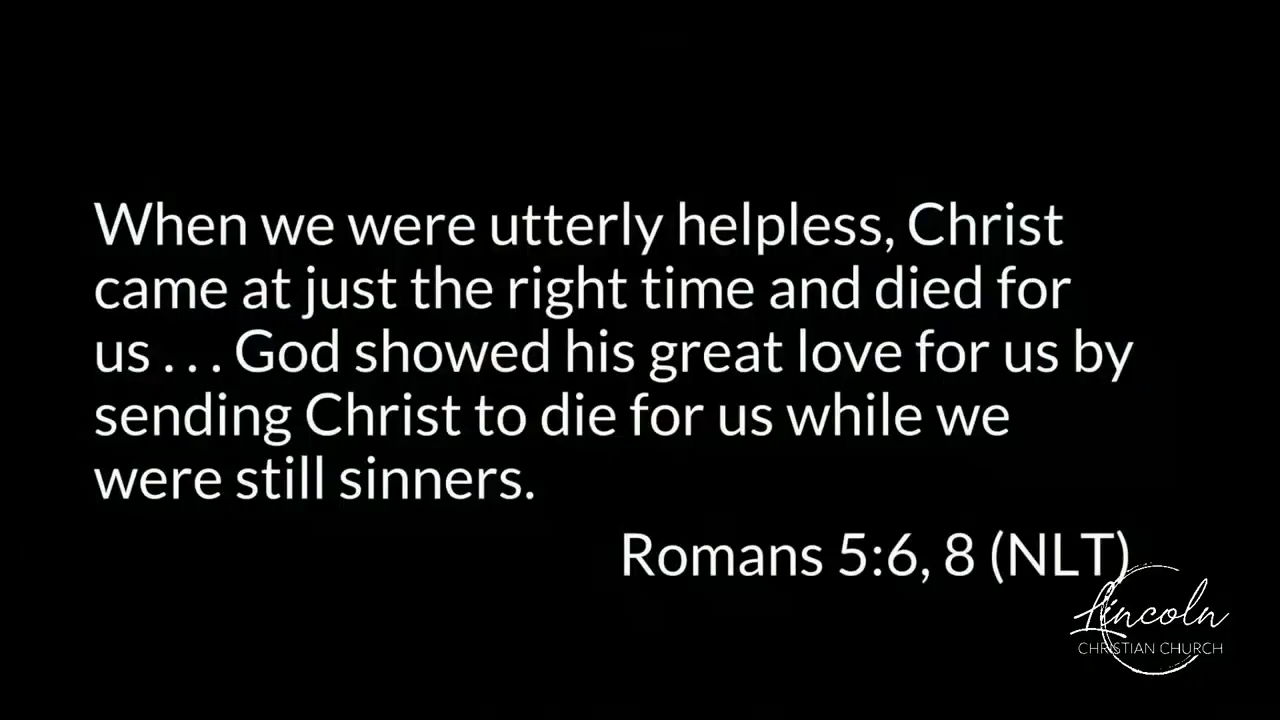 When we were utterly helpless, Christ
came at just the right time and died for
us . . . God showed his great love for us by
sending Christ to die for us while we
were still sinners.
Romans 5:6, 8 (NLT)
Lincoln
CHRISTIAN CHURCH